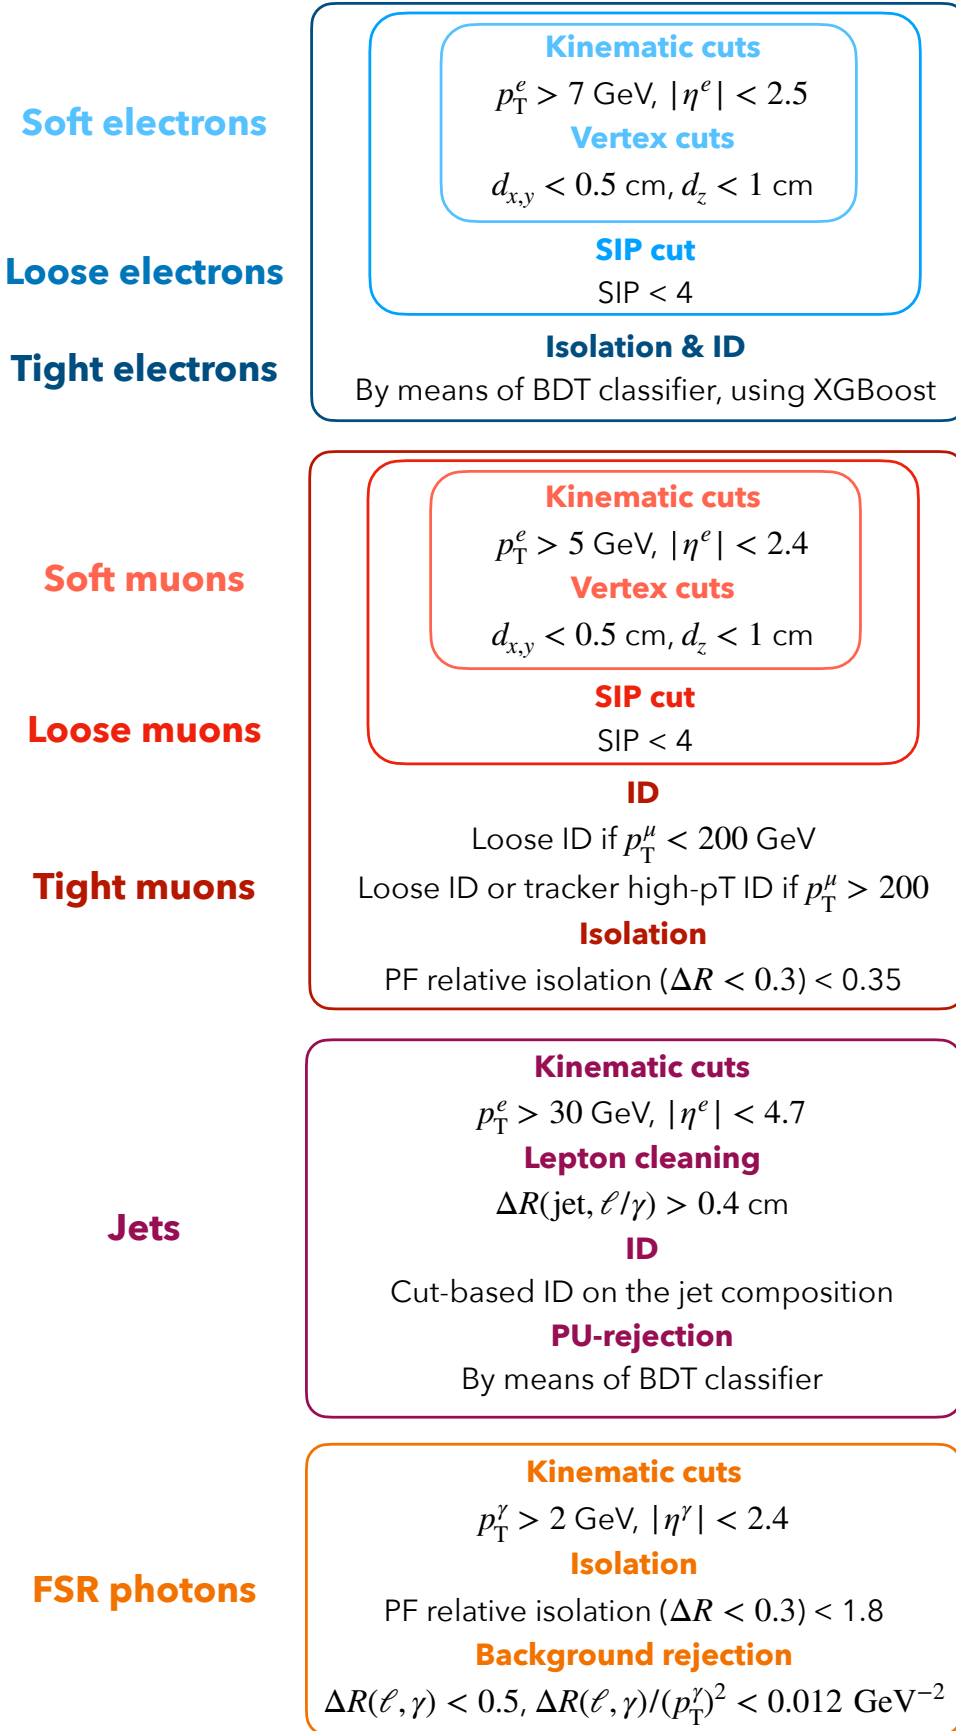 Kinematic cuts
Soft electrons
p_T^e > 7 GeV, |η^e| < 2.5
Vertex cuts
d_{x,y} < 0.5 cm, d_z < 1 cm
Loose electrons
SIP cut
SIP < 4
Tight electrons
Isolation & ID
By means of BDT classifier, using XGBoost
Kinematic cuts
p_T^e > 5 GeV, |η^e| < 2.4
Soft muons
Vertex cuts
d_{x,y} < 0.5 cm, d_z < 1 cm
Loose muons
SIP cut
SIP < 4
ID
Loose ID if p_T^μ < 200 GeV
Tight muons
Loose ID or tracker high-pT ID if p_T^μ > 200
Isolation
PF relative isolation (ΔR < 0.3) < 0.35
Kinematic cuts
p_T^e > 30 GeV, |η^e| < 4.7
Lepton cleaning
ΔR(jet, ℓ/γ) > 0.4 cm
Jets
ID
Cut-based ID on the jet composition
PU-rejection
By means of BDT classifier
Kinematic cuts
p_T^γ > 2 GeV, |η^γ| < 2.4
Isolation
FSR photons
PF relative isolation (ΔR < 0.3) < 1.8
Background rejection
ΔR(ℓ, γ) < 0.5, ΔR(ℓ, γ)/(p_T^γ)² < 0.012 GeV⁻²